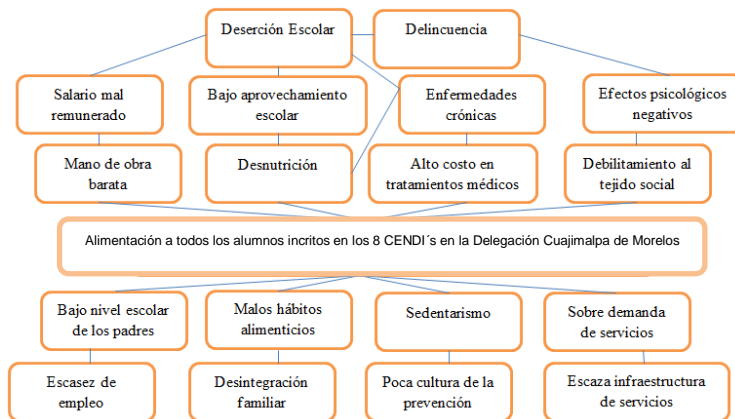 Deserción Escolar
Delincuencia
Salario mal
remunerado
Bajo aprovechamiento
escolar
Enfermedades
crónicas
Efectos psicológicos
negativos
Mano de obra
barata
Desnutrición
Alto costo en
tratamientos médicos
Debilitamiento al
tejido social
Alimentación a todos los alumnos incritos en los 8 CENDI´s en la Delegación Cuajimalpa de Morelos
Bajo nivel escolar
de los padres
Malos hábitos
alimenticios
Sedentarismo
Sobre demanda
de servicios
Escasez de
empleo
Desintegración
familiar
Poca cultura de la
prevención
Escaza infraestructura
de servicios